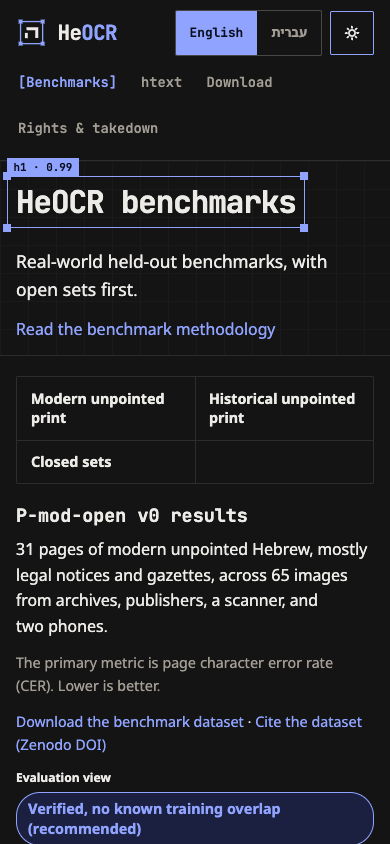 HeOCR
English
עברית
[Benchmarks]
htext
Download
Rights & takedown
h1 · 0.99
HeOCR benchmarks
Real-world held-out benchmarks, with
open sets first.
Read the benchmark methodology
Modern unpointed
print
Historical unpointed
print
Closed sets
P-mod-open v0 results
31 pages of modern unpointed Hebrew, mostly
legal notices and gazettes, across 65 images
from archives, publishers, a scanner, and
two phones.
The primary metric is page character error rate
(CER). Lower is better.
Download the benchmark dataset · Cite the dataset
(Zenodo DOI)
Evaluation view
Verified, no known training overlap
(recommended)